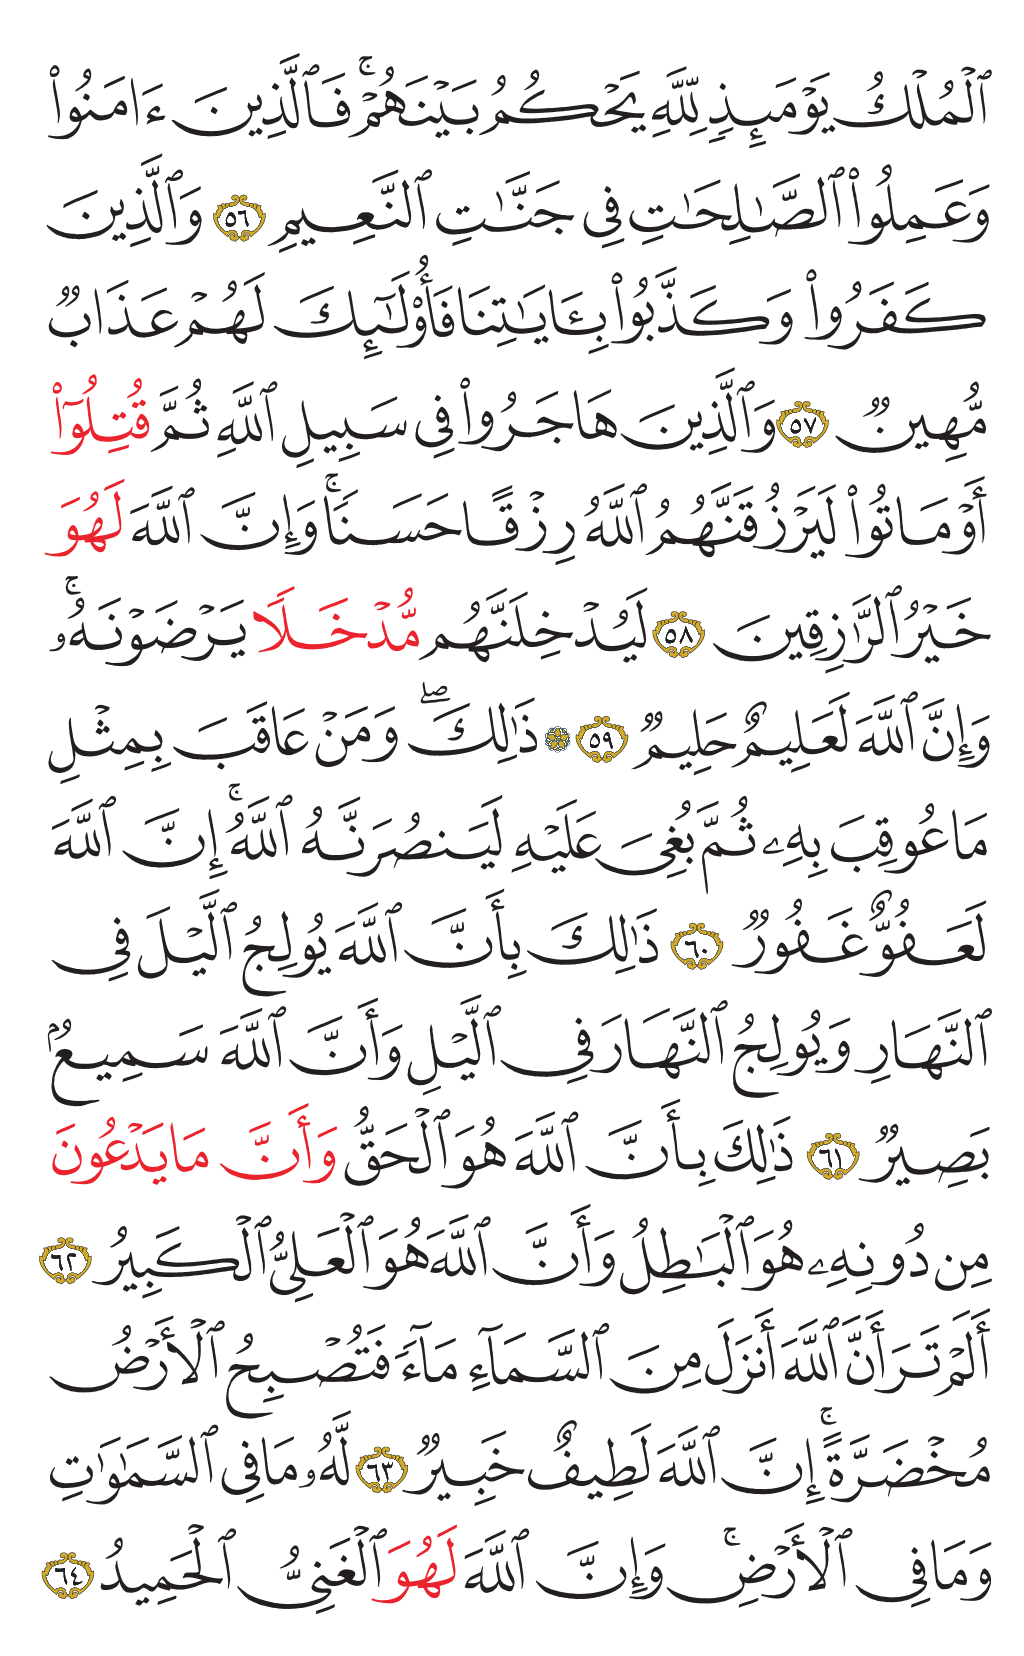 ٱلۡمُلۡكُ يَوۡمَئِذٖ لِّلَّهِ يَحۡكُمُ بَيۡنَهُمۡۚ فَٱلَّذِينَ ءَامَنُواْ
وَعَمِلُواْ ٱلصَّٰلِحَٰتِ فِي جَنَّٰتِ ٱلنَّعِيمِ ٥٦ وَٱلَّذِينَ
كَفَرُواْ وَكَذَّبُواْ بِـَٔايَٰتِنَا فَأُوْلَٰٓئِكَ لَهُمۡ عَذَابٞ
مُّهِينٞ ٥٧ وَٱلَّذِينَ هَاجَرُواْ فِي سَبِيلِ ٱللَّهِ ثُمَّ قُتِلُوٓاْ
أَوۡ مَاتُواْ لَيَرۡزُقَنَّهُمُ ٱللَّهُ رِزۡقًا حَسَنٗاۚ وَإِنَّ ٱللَّهَ لَهُوَ
خَيۡرُ ٱلرَّٰزِقِينَ ٥٨ لَيُدۡخِلَنَّهُم مُّدۡخَلٗا يَرۡضَوۡنَهُۥۚ
وَإِنَّ ٱللَّهَ لَعَلِيمٌ حَلِيمٞ ٥٩ ۞ ذَٰلِكَۖ وَمَنۡ عَاقَبَ بِمِثۡلِ
مَا عُوقِبَ بِهِۦ ثُمَّ بُغِيَ عَلَيۡهِ لَيَنصُرَنَّهُ ٱللَّهُۚ إِنَّ ٱللَّهَ
لَعَفُوٌّ غَفُورٞ ٦٠ ذَٰلِكَ بِأَنَّ ٱللَّهَ يُولِجُ ٱلَّيۡلَ فِي
ٱلنَّهَارِ وَيُولِجُ ٱلنَّهَارَ فِي ٱلَّيۡلِ وَأَنَّ ٱللَّهَ سَمِيعُۢ
بَصِيرٞ ٦١ ذَٰلِكَ بِأَنَّ ٱللَّهَ هُوَ ٱلۡحَقُّ وَأَنَّ مَا يَدۡعُونَ
مِن دُونِهِۦ هُوَ ٱلۡبَٰطِلُ وَأَنَّ ٱللَّهَ هُوَ ٱلۡعَلِيُّ ٱلۡكَبِيرُ ٦٢
أَلَمۡ تَرَ أَنَّ ٱللَّهَ أَنزَلَ مِنَ ٱلسَّمَآءِ مَآءٗ فَتُصۡبِحُ ٱلۡأَرۡضُ
مُخۡضَرَّةًۚ إِنَّ ٱللَّهَ لَطِيفٌ خَبِيرٞ ٦٣ لَّهُۥ مَا فِي ٱلسَّمَٰوَٰتِ
وَمَا فِي ٱلۡأَرۡضِۚ وَإِنَّ ٱللَّهَ لَهُوَ ٱلۡغَنِيُّ ٱلۡحَمِيدُ ٦٤